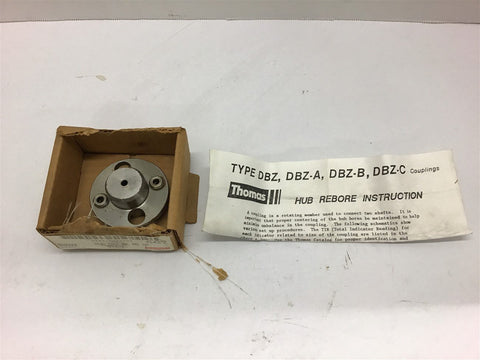 TYPE DBZ, DBZ-A, DBZ-B, DBZ-C Couplings
Thomas
HUB REBORE INSTRUCTION
A coupling is a rotating member used to connect two shafts. It is
important that proper centering of the hub bores be maintained to help
minimize unbalance in the coupling. The following schematics show
various set up procedures. The TIR (Total Indicator Reading) for
each indicator related to sizes of the coupling are listed in the
the Thomas Catalog for proper identification and